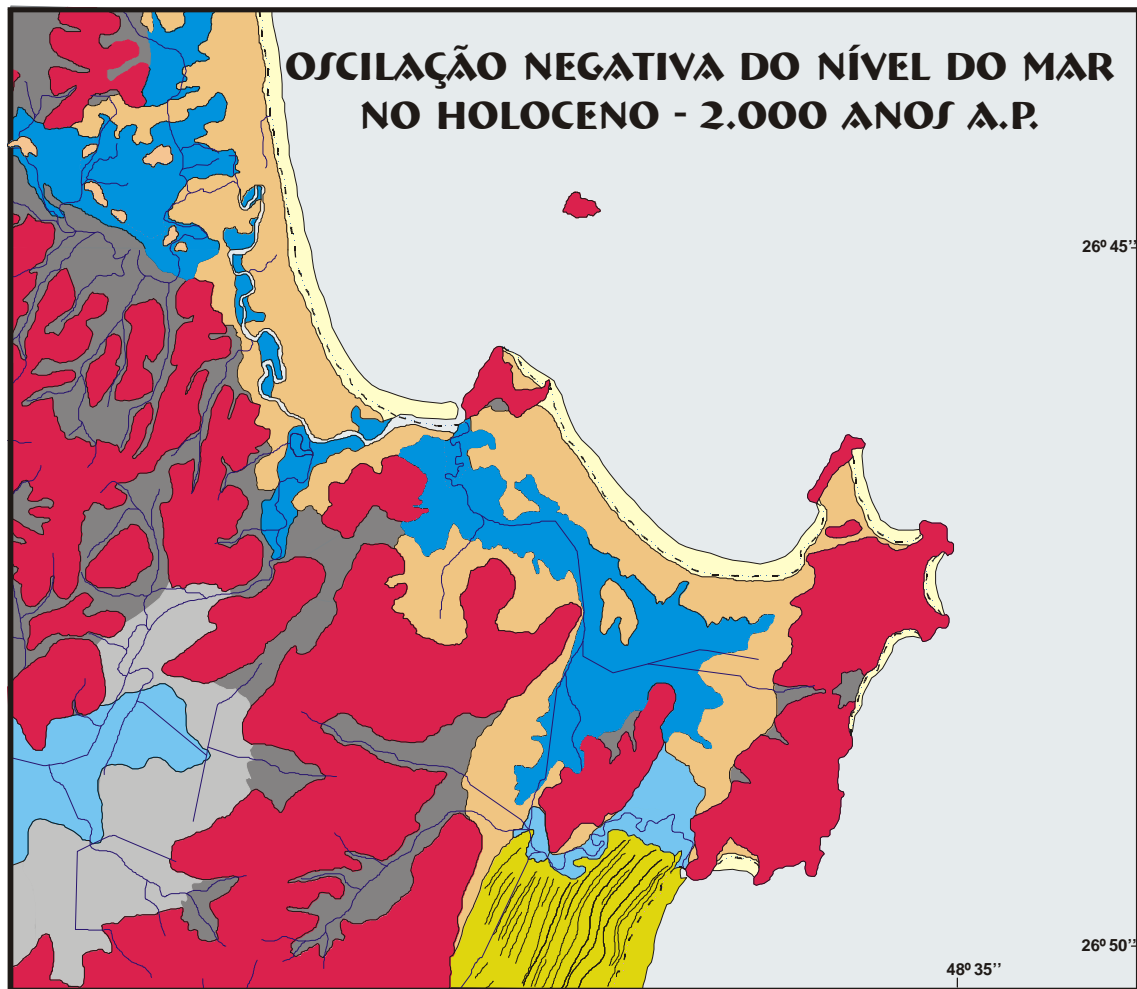 OSCILAÇÃO NEGATIVA DO NÍVEL DO MAR
NO HOLOCENO - 2.000 ANOS A.P.
26º 45’’
26º 50’’
48º 35’’